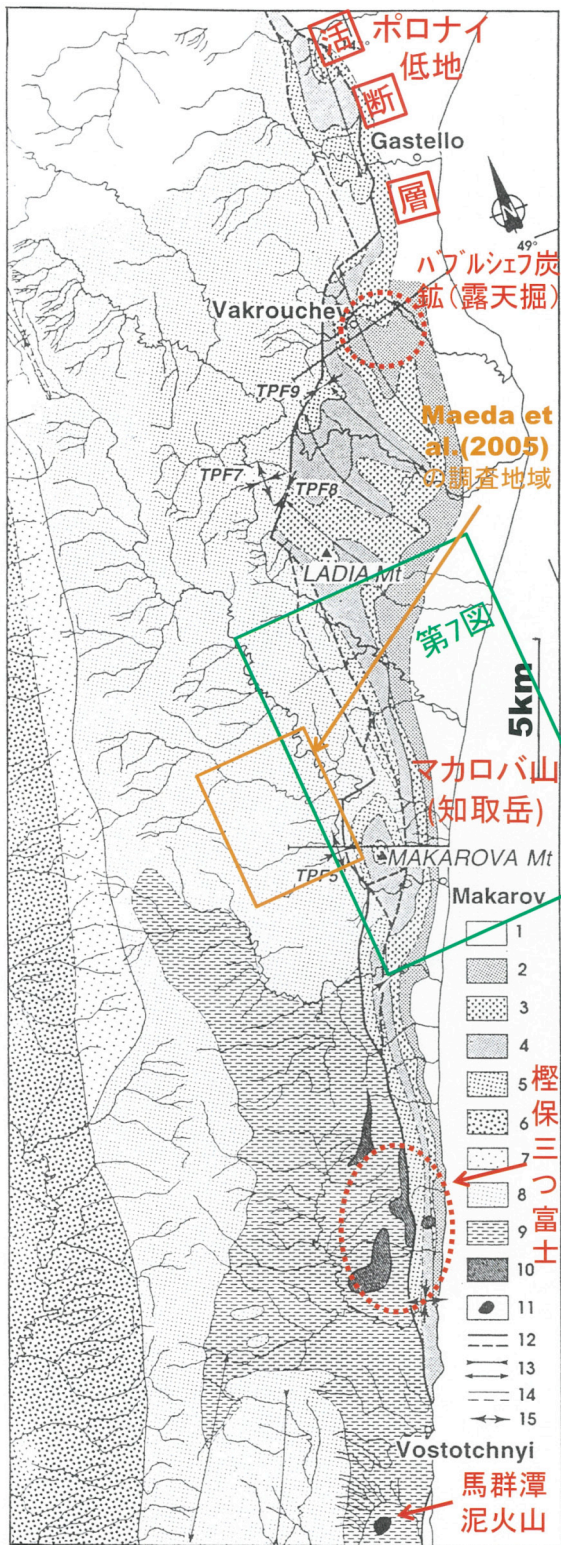 活
断
層
ポロナイ
低地
Gastello
N
49°
バブルシェフ炭
鉱(露天掘)
Vakrouchev
TPF9
Maeda et
al.(2005)
の調査地域
TPF7
TPF8
LADIA Mt
第7図
5km
マカロバ山
(知取岳)
MAKAROVA Mt
TPF5
Makarov
1
2
3
4
5
6
7
8
9
10
11
12
13
14
15
樫保三つ富士
Vostotchnyi
馬群潭
泥火山